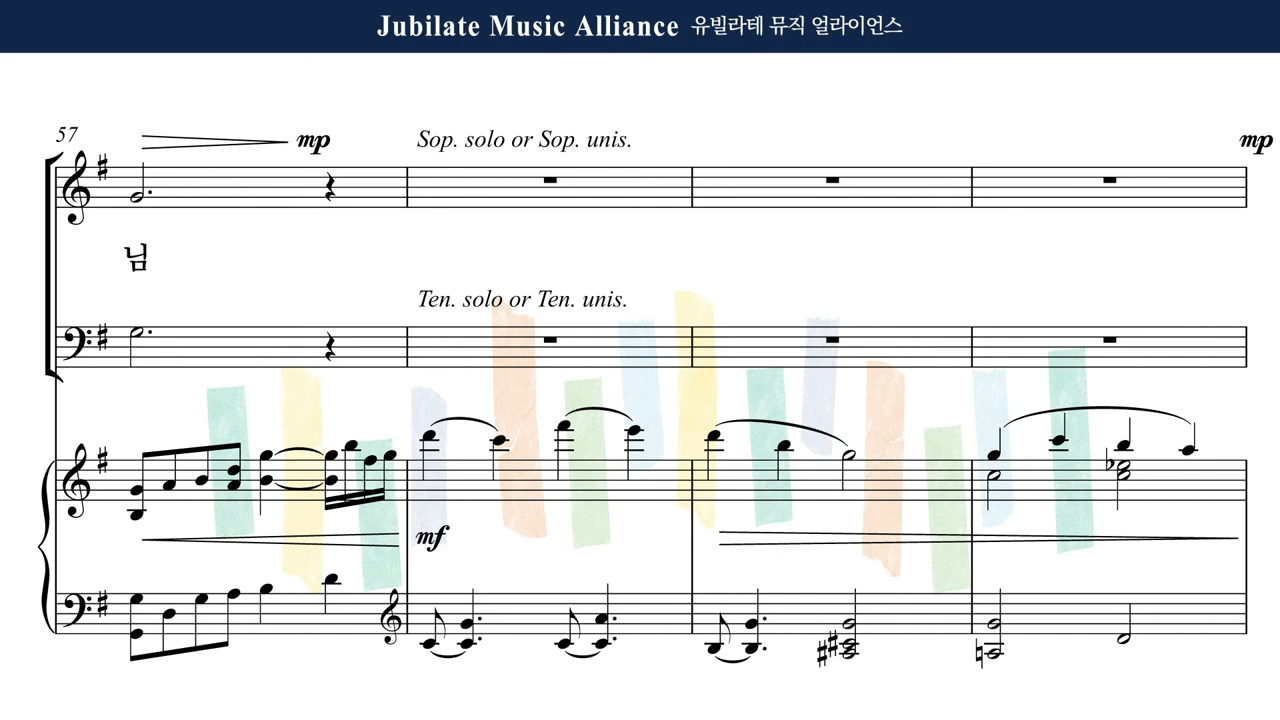 Jubilate Music Alliance 유빌라테 뮤직 얼라이언스
57
mp
Sop. solo or Sop. unis.
mp
님
Ten. solo or Ten. unis.
mf